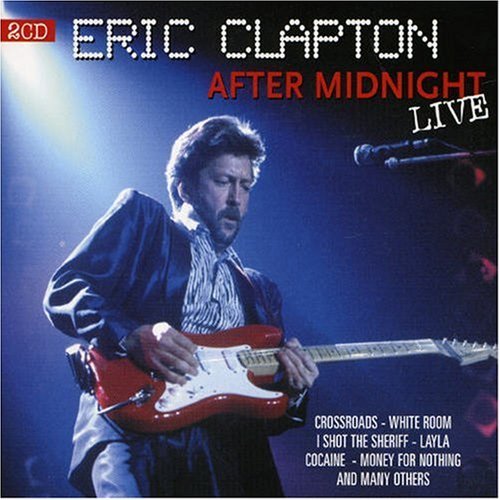 2CD
ERIC CLAPTON
AFTER MIDNIGHT
LIVE
CROSSROADS - WHITE ROOM
I SHOT THE SHERIFF - LAYLA
COCAINE - MONEY FOR NOTHING
AND MANY OTHERS